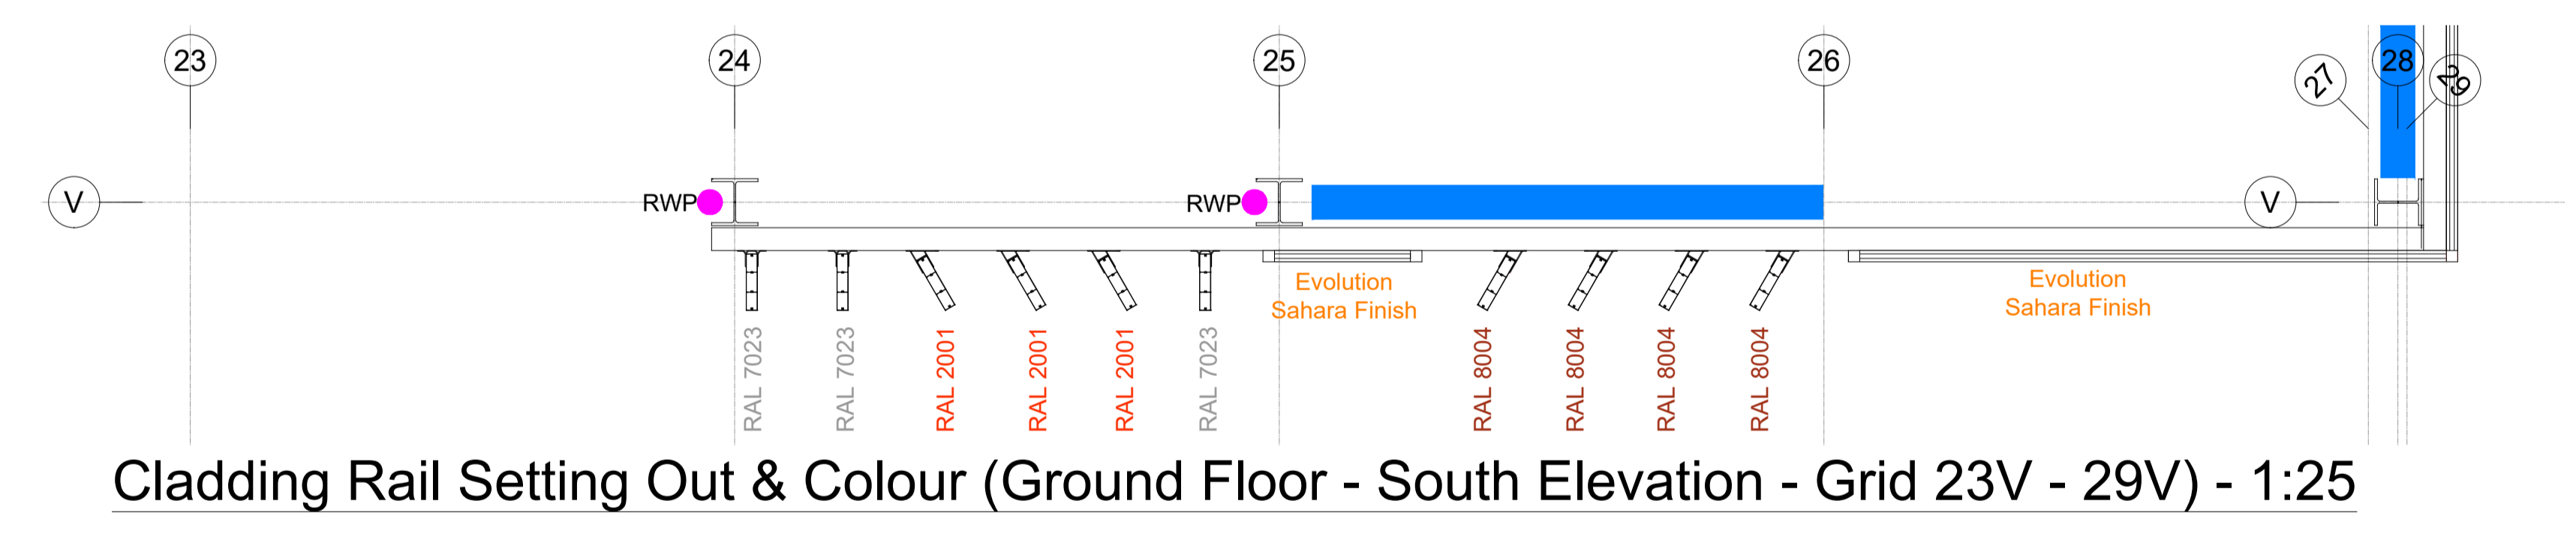 23
24
25
26
27
28
29
V
RWP
RWP
V
Evolution
Sahara Finish
Evolution
Sahara Finish
RAL 7023
RAL 7023
RAL 2001
RAL 2001
RAL 2001
RAL 7023
RAL 8004
RAL 8004
RAL 8004
RAL 8004
Cladding Rail Setting Out & Colour (Ground Floor - South Elevation - Grid 23V - 29V) - 1:25